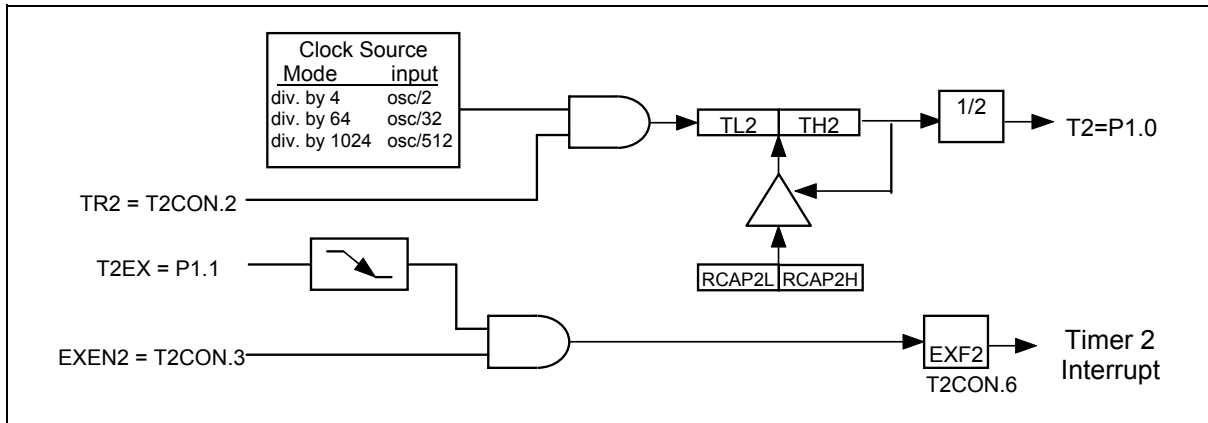 Clock Source
Mode input
div. by 4 osc/2
div. by 64 osc/32
div. by 1024 osc/512
TL2 TH2
1/2
T2=P1.0
TR2 = T2CON.2
T2EX = P1.1
RCAP2L RCAP2H
EXEN2 = T2CON.3
EXF2
T2CON.6
Timer 2
Interrupt